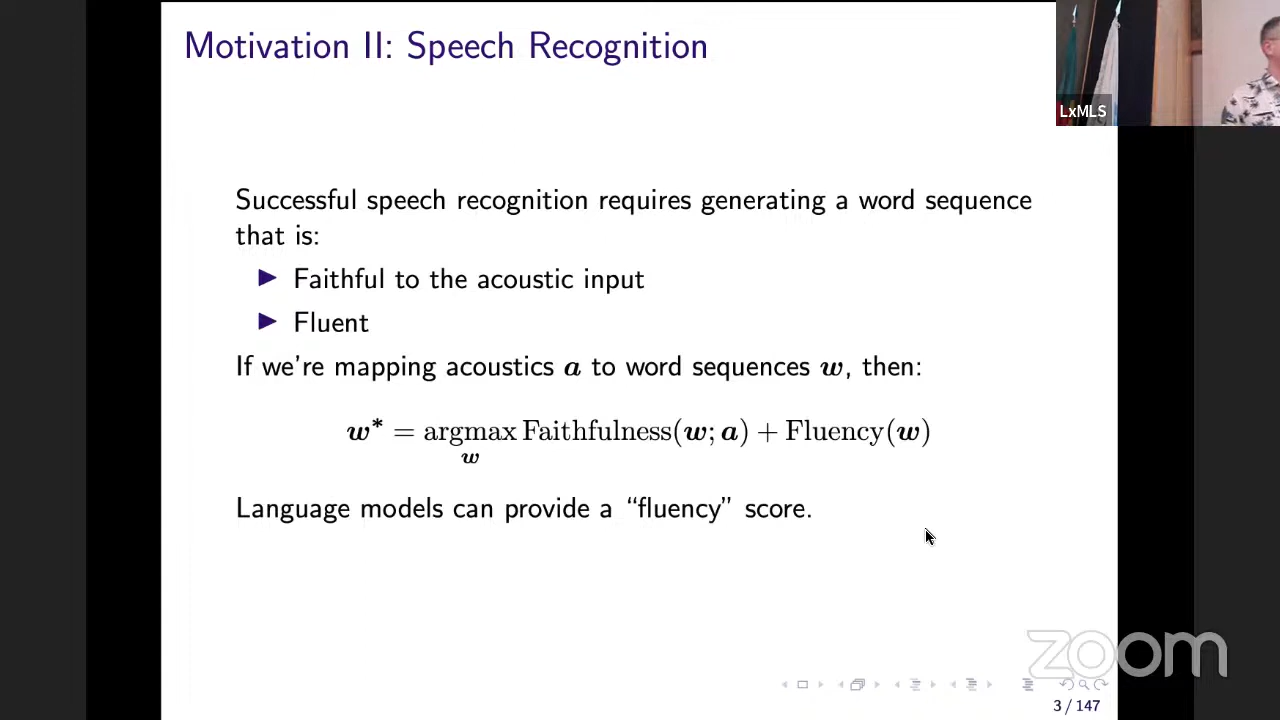 Motivation II: Speech Recognition
LxMLS
Successful speech recognition requires generating a word sequence
that is:
▶ Faithful to the acoustic input
▶ Fluent
If we're mapping acoustics a to word sequences w, then:
w* = argmax Faithfulness(w; a) + Fluency(w)
w
Language models can provide a “fluency” score.
zoom
3 / 147